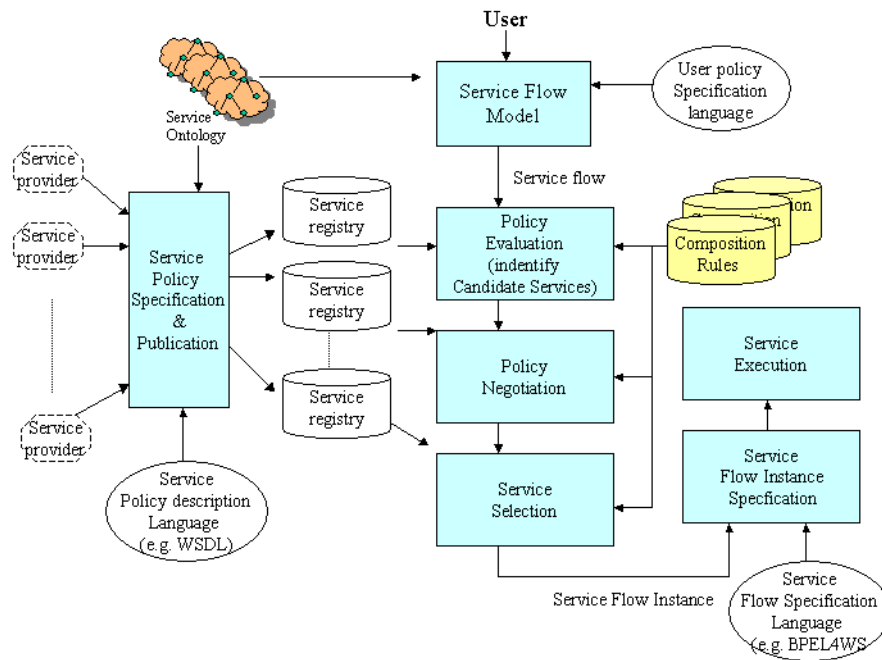 User
Service Flow
Model
User policy
Specification
language
Service
Ontology
Service
provider
Service
provider
Service
provider
Service
Policy
Specification
&
Publication
Service
registry
Service
registry
Service
registry
Service flow
Policy
Evaluation
(indentify
Candidate Services)
Composition
Rules
Policy
Negotiation
Service
Execution
Service
Selection
Service
Flow Instance
Specfication
Service
Policy description
Language
(e.g. WSDL)
Service Flow Instance
Service
Flow Specification
Language
(e.g. BPEL4WS